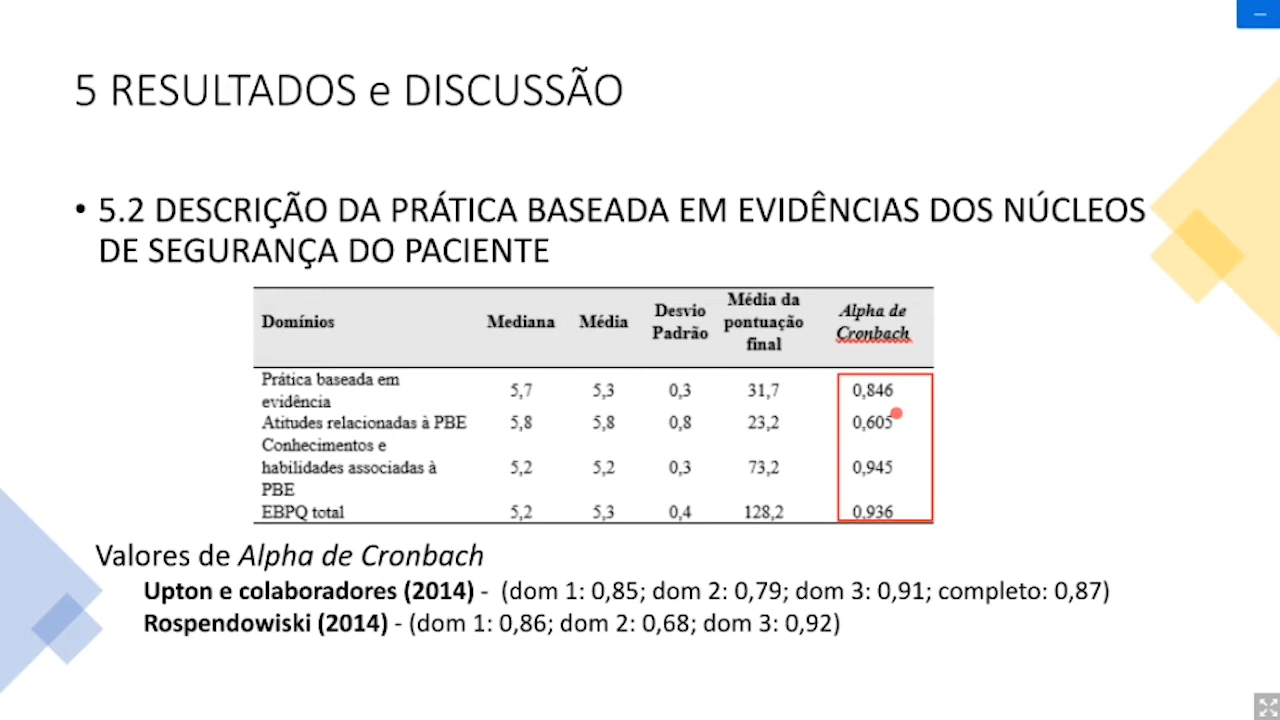 5 RESULTADOS e DISCUSSÃO
• 5.2 DESCRIÇÃO DA PRÁTICA BASEADA EM EVIDÊNCIAS DOS NÚCLEOS
DE SEGURANÇA DO PACIENTE
Domínios Mediana Média Desvio Padrão Média da pontuação final Alpha de Cronbach
Prática baseada em evidência 5,7 5,3 0,3 31,7 0,846
Atitudes relacionadas à PBE 5,8 5,8 0,8 23,2 0,605
Conhecimentos e habilidades associadas à PBE 5,2 5,2 0,3 73,2 0,945
EBPQ total 5,2 5,3 0,4 128,2 0,936
Valores de Alpha de Cronbach
Upton e colaboradores (2014) - (dom 1: 0,85; dom 2: 0,79; dom 3: 0,91; completo: 0,87)
Rospendowiski (2014) - (dom 1: 0,86; dom 2: 0,68; dom 3: 0,92)